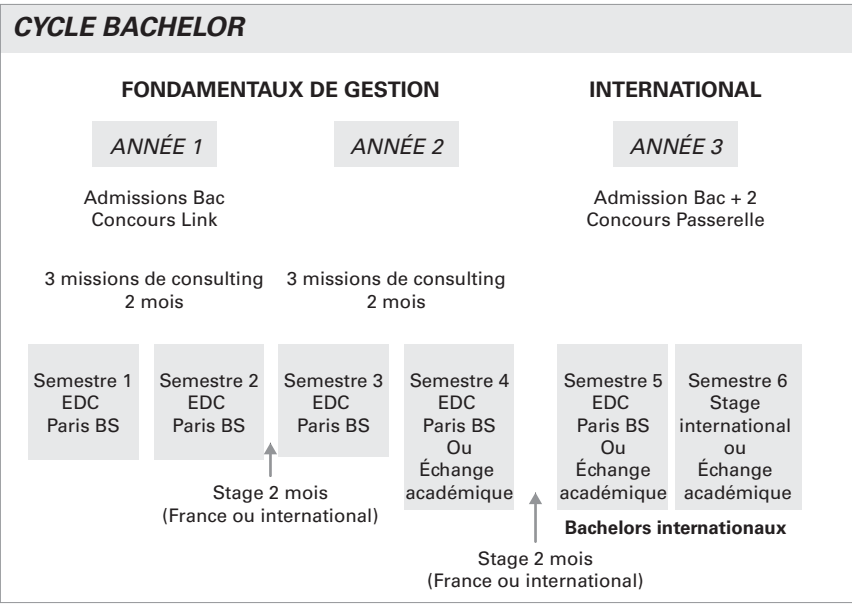 CYCLE BACHELOR
FONDAMENTAUX DE GESTION
INTERNATIONAL
ANNÉE 1
ANNÉE 2
ANNÉE 3
Admissions Bac
Concours Link
Admission Bac + 2
Concours Passerelle
3 missions de consulting
2 mois
3 missions de consulting
2 mois
Semestre 1
EDC
Paris BS
Semestre 2
EDC
Paris BS
Semestre 3
EDC
Paris BS
Semestre 4
EDC
Paris BS
Ou
Échange
académique
Semestre 5
EDC
Paris BS
Ou
Échange
académique
Semestre 6
Stage
international
ou
Échange
académique
Stage 2 mois
(France ou international)
Bachelors internationaux
Stage 2 mois
(France ou international)